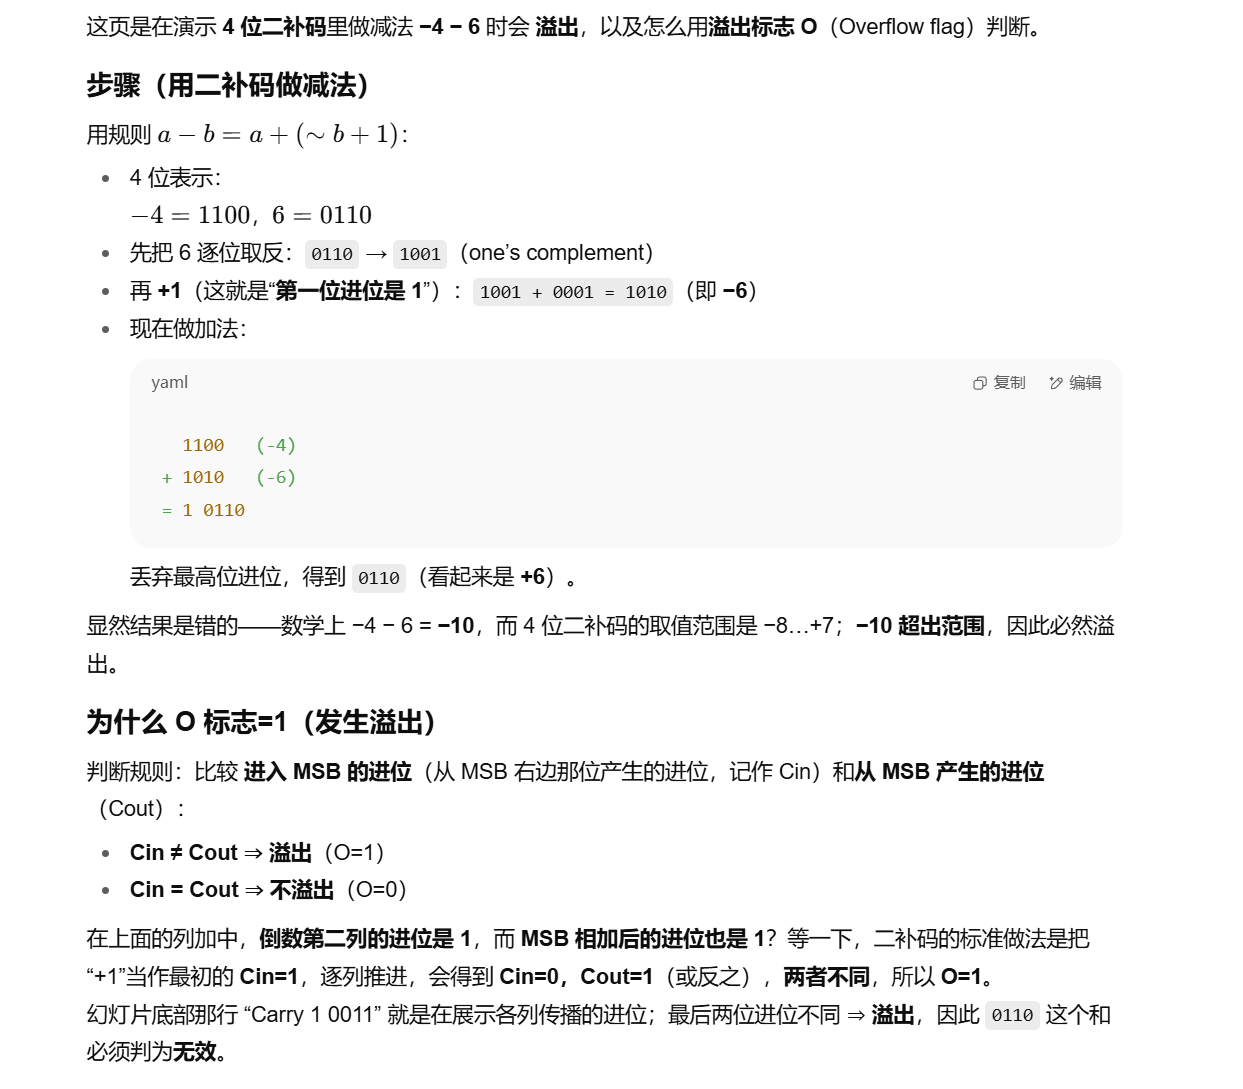 这页是在演示 4 位二补码里做减法 −4 − 6 时会 溢出，以及怎么用溢出标志 O（Overflow flag）判断。
步骤（用二补码做减法）
用规则 a − b = a + (∼ b + 1)：
• 4 位表示：
−4 = 1100，6 = 0110
• 先把 6 逐位取反：0110 → 1001（one’s complement）
• 再 +1（这就是“第一位进位是 1”）：1001 + 0001 = 1010（即 −6）
• 现在做加法：
yaml 复制 编辑
1100 (-4)
+ 1010 (-6)
= 1 0110
丢弃最高位进位，得到 0110（看起来是 +6）。
显然结果是错的——数学上 −4 − 6 = −10，而 4 位二补码的取值范围是 −8…+7；−10 超出范围，因此必然溢
出。
为什么 O 标志=1（发生溢出）
判断规则：比较 进入 MSB 的进位（从 MSB 右边那位产生的进位，记作 Cin）和从 MSB 产生的进位
（Cout）：
• Cin ≠ Cout ⇒ 溢出（O=1）
• Cin = Cout ⇒ 不溢出（O=0）
在上面的列加中，倒数第二列的进位是 1，而 MSB 相加后的进位也是 1？等一下，二补码的标准做法是把
“+1”当作最初的 Cin=1，逐列推进，会得到 Cin=0，Cout=1（或反之），两者不同，所以 O=1。
幻灯片底部那行 “Carry 1 0011” 就是在展示各列传播的进位；最后两位进位不同 ⇒ 溢出，因此 0110 这个和
必须判为无效。